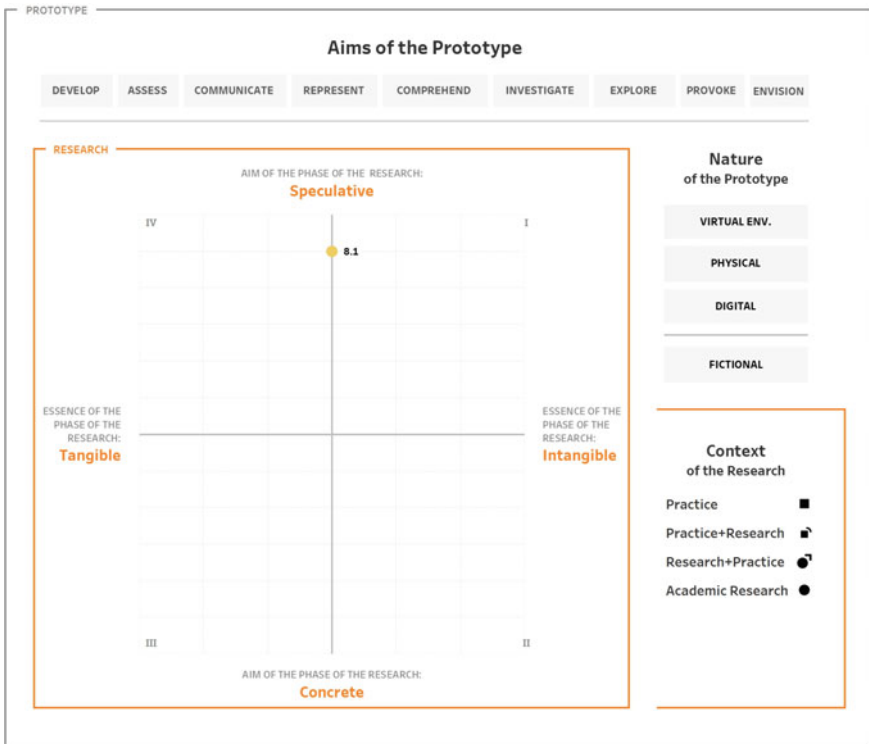 PROTOTYPE
Aims of the Prototype
DEVELOP
ASSESS
COMMUNICATE
REPRESENT
COMPREHEND
INVESTIGATE
EXPLORE
PROVOKE
ENVISION
RESEARCH
AIM OF THE PHASE OF THE RESEARCH:
Speculative
IV
I
8.1
ESSENCE OF THE
PHASE OF THE
RESEARCH:
Tangible
ESSENCE OF THE
PHASE OF THE
RESEARCH:
Intangible
III
II
AIM OF THE PHASE OF THE RESEARCH:
Concrete
Nature
of the Prototype
VIRTUAL ENV.
PHYSICAL
DIGITAL
FICTIONAL
Context
of the Research
Practice
Practice+Research
Research+Practice
Academic Research